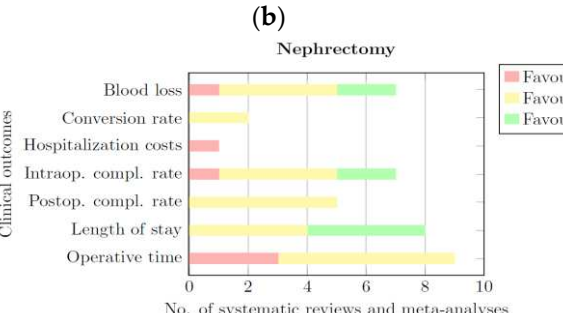 (b)
Nephrectomy
Blood loss
Conversion rate
Hospitalization costs
Intraop. compl. rate
Postop. compl. rate
Length of stay
Operative time
Clinical outcomes
0 2 4 6 8 10
No. of systematic reviews and meta-analyses
Favou
Favou
Favou